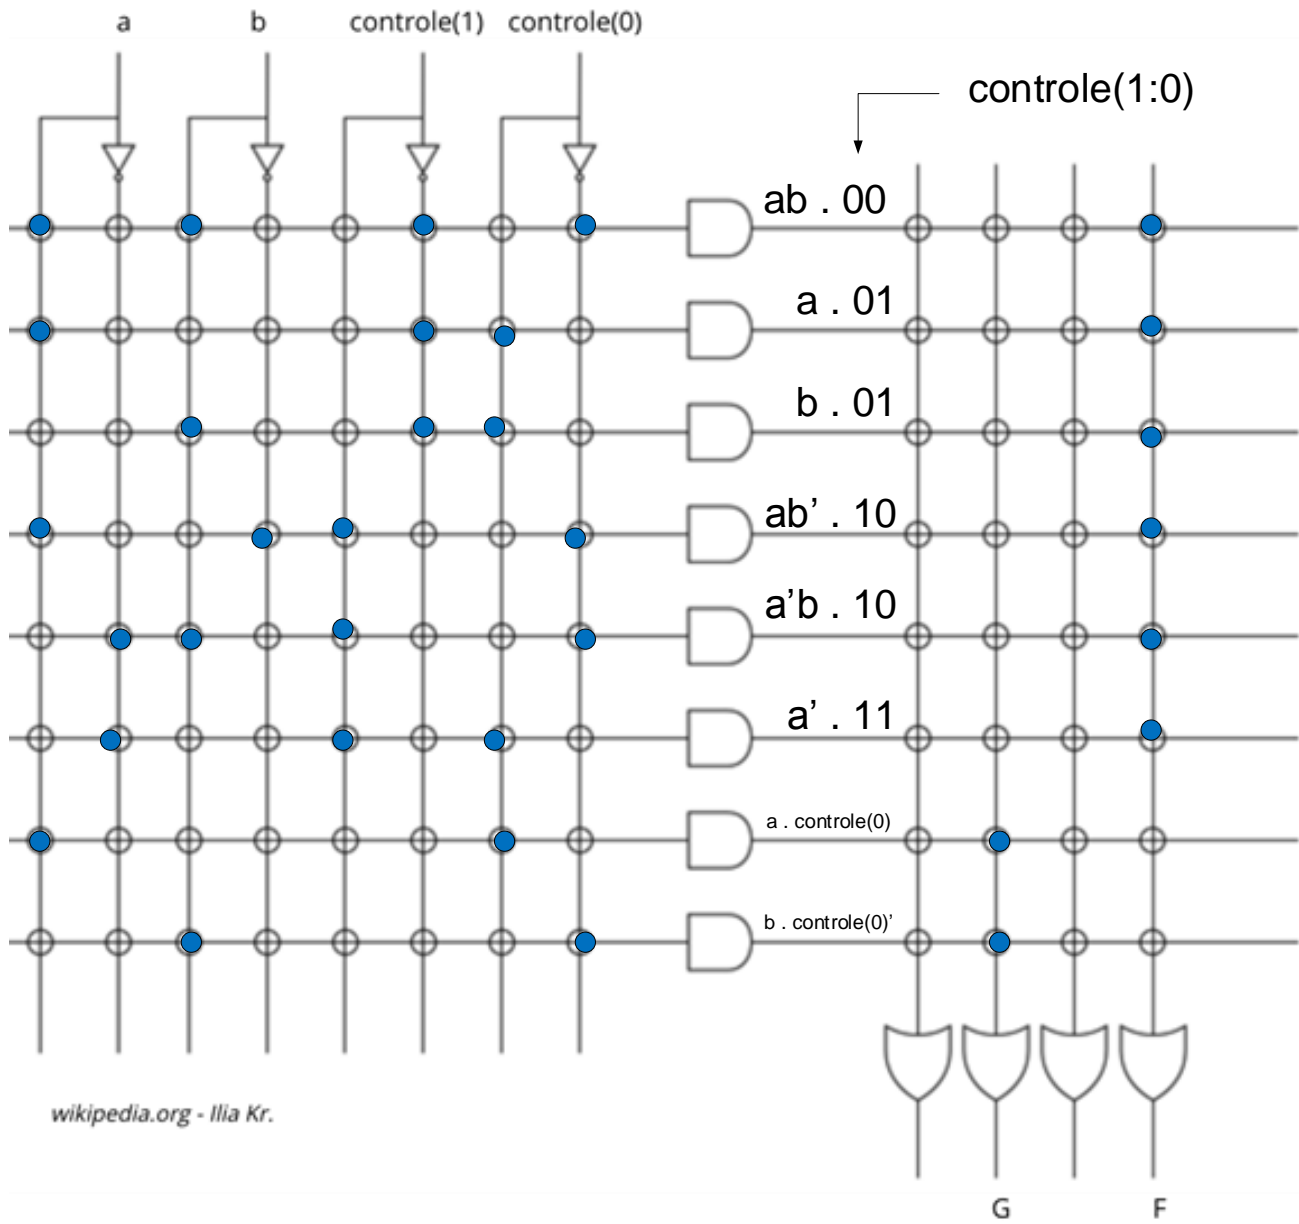 a b controle(1) controle(0)
controle(1:0)
ab . 00
a . 01
b . 01
ab’ . 10
a’b . 10
a’ . 11
a . controle(0)
b . controle(0)’
wikipedia.org - Ilia Kr.
G F